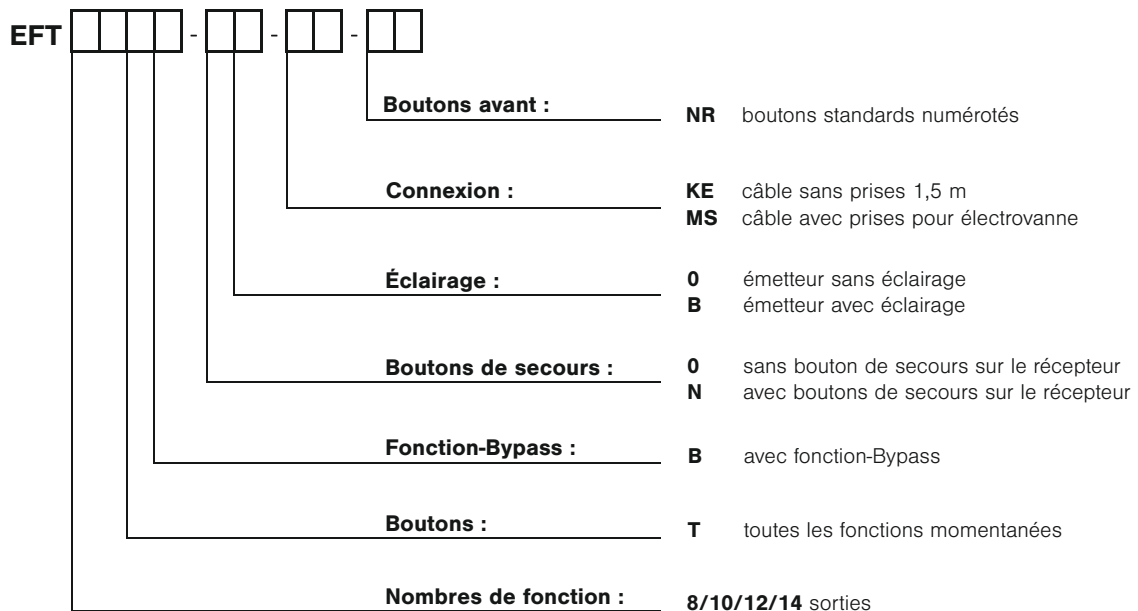 EFT - - -
Boutons avant : NR boutons standards numérotés
Connexion : KE câble sans prises 1,5 m
MS câble avec prises pour électrovanne
Éclairage : 0 émetteur sans éclairage
B émetteur avec éclairage
Boutons de secours : 0 sans bouton de secours sur le récepteur
N avec boutons de secours sur le récepteur
Fonction-Bypass : B avec fonction-Bypass
Boutons : T toutes les fonctions momentanées
Nombres de fonction : 8/10/12/14 sorties